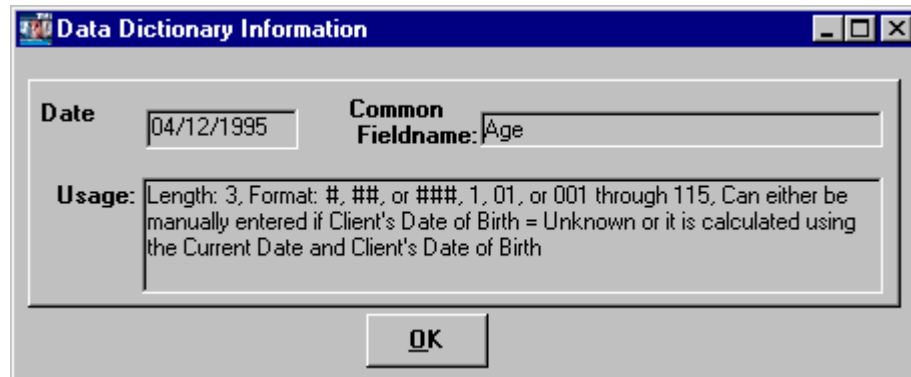 Data Dictionary Information
Date
04/12/1995
Common
Fieldname:
Age
Usage:
Length: 3, Format: #, ##, or ###, 1, 01, or 001 through 115, Can either be
manually entered if Client's Date of Birth = Unknown or it is calculated using
the Current Date and Client's Date of Birth
OK